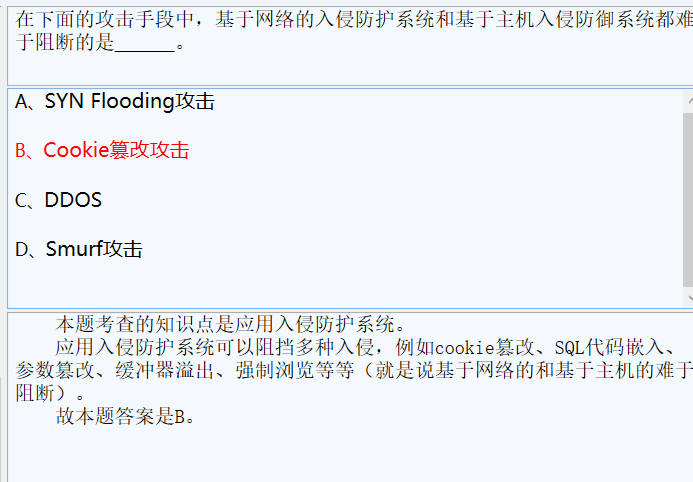 在下面的攻击手段中，基于网络的入侵防护系统和基于主机入侵防御系统都难
于阻断的是______。
A、SYN Flooding攻击
B、Cookie篡改攻击
C、DDOS
D、Smurf攻击
本题考查的知识点是应用入侵防护系统。
应用入侵防护系统可以阻挡多种入侵，例如cookie篡改、SQL代码嵌入、
参数篡改、缓冲器溢出、强制浏览等等（就是说基于网络的和基于主机的难于
阻断）。
故本题答案是B。